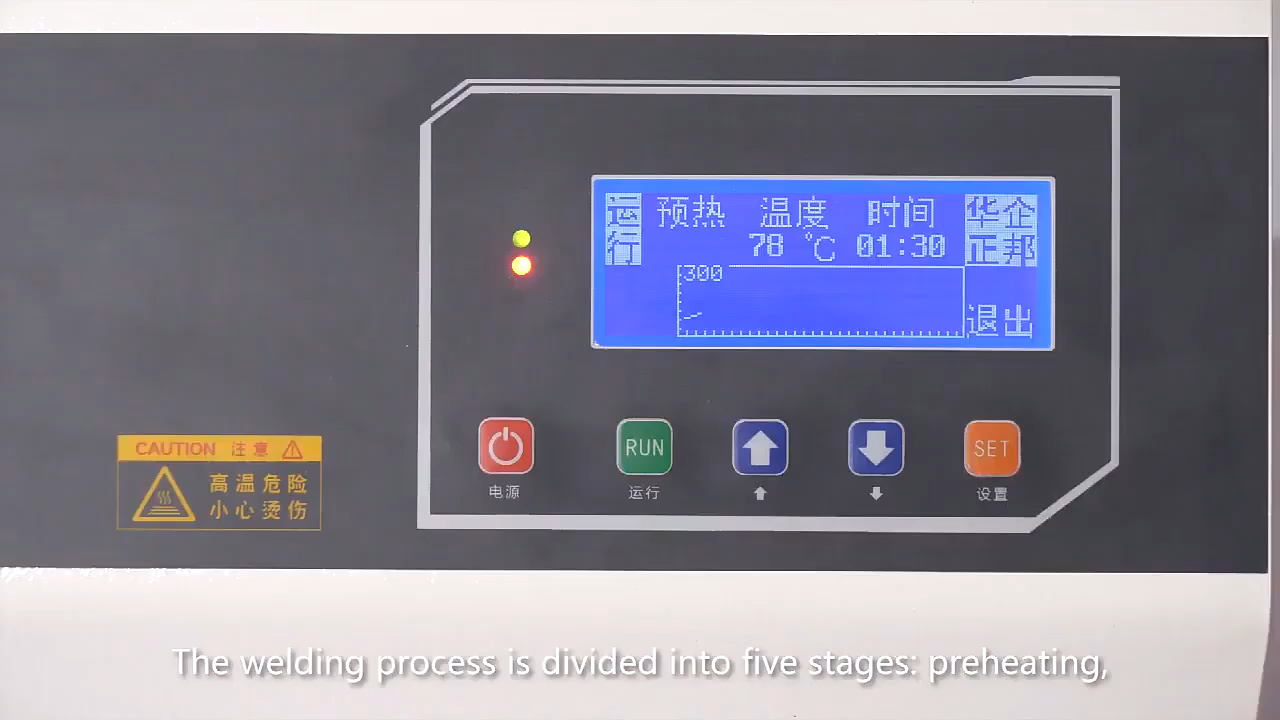 运行 预热 温度 时间 华企正邦
78 ℃ 01:30
300
退出
RUN
SET
电源
运行
设置
CAUTION 注意
高温危险
小心烫伤
The welding process is divided into five stages: preheating,